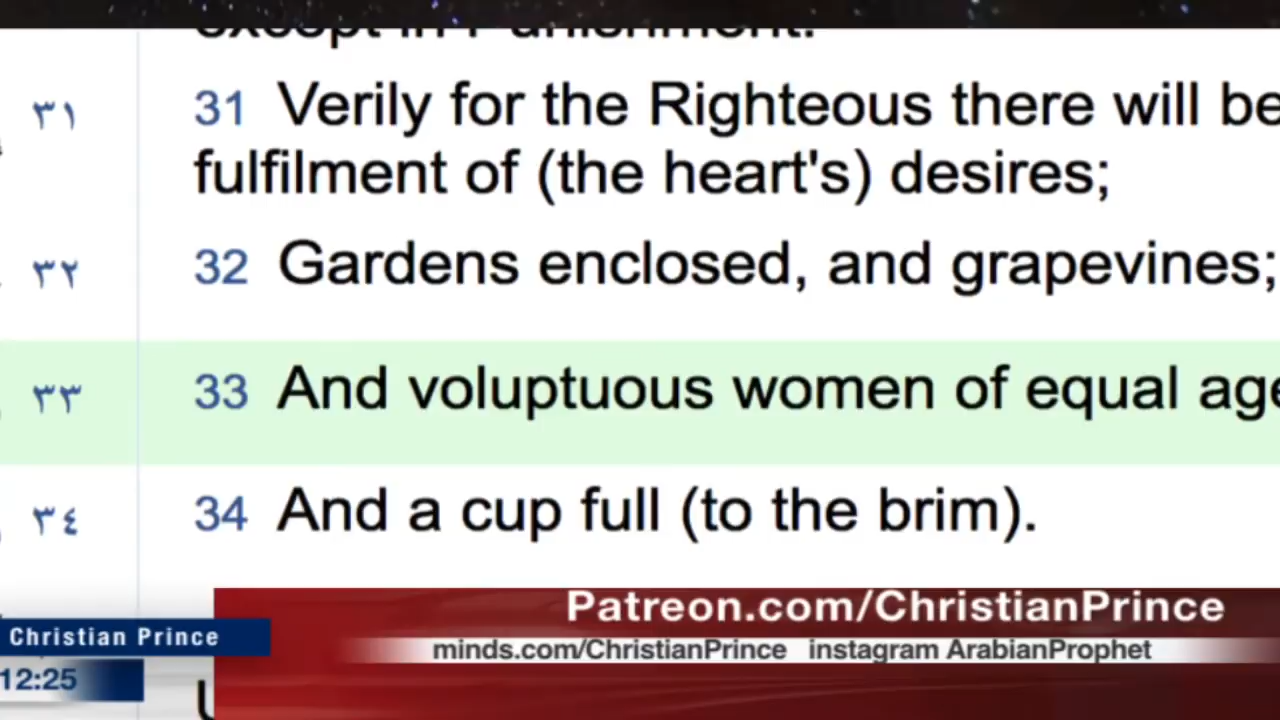 ٣١ 31 Verily for the Righteous there will be
fulfilment of (the heart's) desires;
٣٢ 32 Gardens enclosed, and grapevines;
٣٣ 33 And voluptuous women of equal age
٣٤ 34 And a cup full (to the brim).
Patreon.com/ChristianPrince
Christian Prince
minds.com/ChristianPrince instagram ArabianProphet
12:25